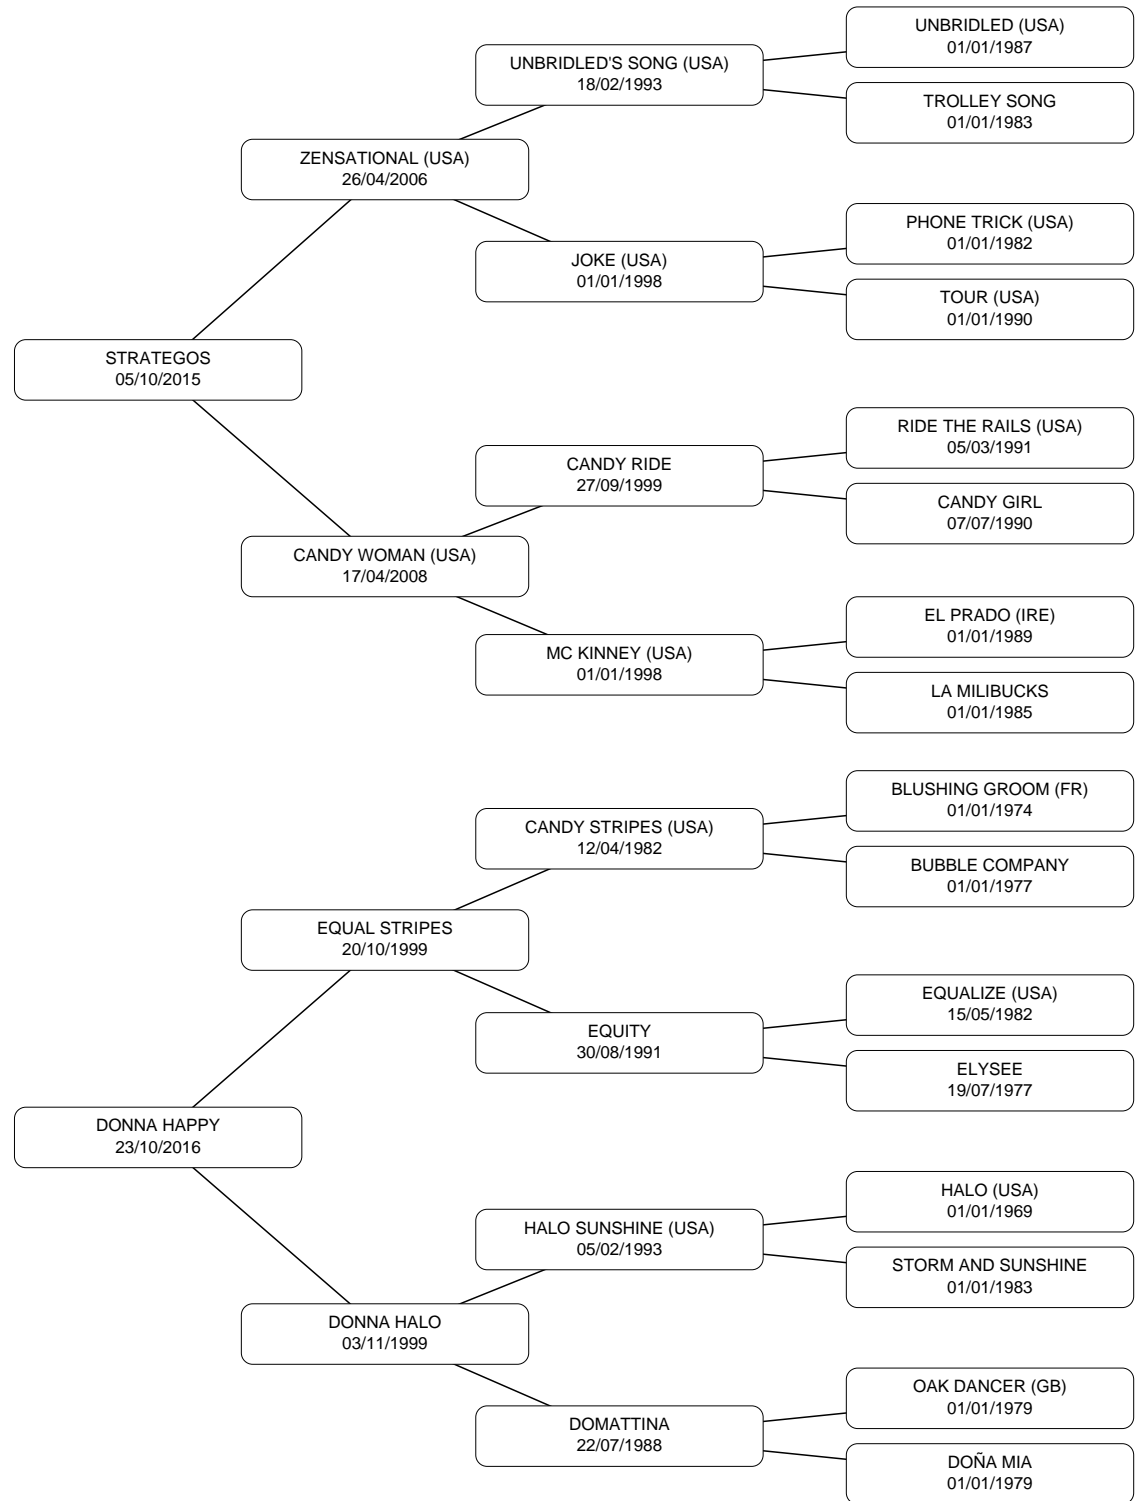 UNBRIDLED (USA)
01/01/1987
UNBRIDLED'S SONG (USA)
18/02/1993
TROLLEY SONG
01/01/1983
ZENSATIONAL (USA)
26/04/2006
PHONE TRICK (USA)
01/01/1982
JOKE (USA)
01/01/1998
TOUR (USA)
01/01/1990
STRATEGOS
05/10/2015
RIDE THE RAILS (USA)
05/03/1991
CANDY RIDE
27/09/1999
CANDY GIRL
07/07/1990
CANDY WOMAN (USA)
17/04/2008
EL PRADO (IRE)
01/01/1989
MC KINNEY (USA)
01/01/1998
LA MILIBUCKS
01/01/1985
BLUSHING GROOM (FR)
01/01/1974
CANDY STRIPES (USA)
12/04/1982
BUBBLE COMPANY
01/01/1977
EQUAL STRIPES
20/10/1999
EQUALIZE (USA)
15/05/1982
EQUITY
30/08/1991
ELYSEE
19/07/1977
DONNA HAPPY
23/10/2016
HALO (USA)
01/01/1969
HALO SUNSHINE (USA)
05/02/1993
STORM AND SUNSHINE
01/01/1983
DONNA HALO
03/11/1999
OAK DANCER (GB)
01/01/1979
DOMATTINA
22/07/1988
DOÑA MIA
01/01/1979